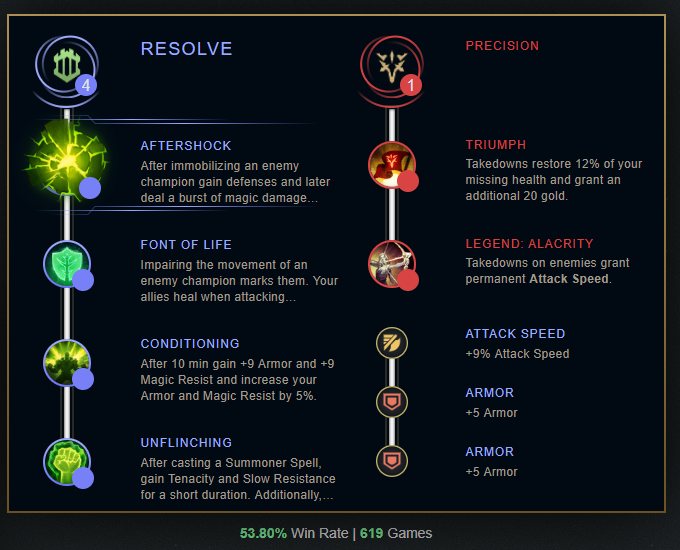 RESOLVE
4
AFTERSHOCK
After immobilizing an enemy
champion gain defenses and later
deal a burst of magic damage...
FONT OF LIFE
Impairing the movement of an
enemy champion marks them. Your
allies heal when attacking...
CONDITIONING
After 10 min gain +9 Armor and +9
Magic Resist and increase your
Armor and Magic Resist by 5%.
UNFLINCHING
After casting a Summoner Spell,
gain Tenacity and Slow Resistance
for a short duration. Additionally,...
PRECISION
1
TRIUMPH
Takedowns restore 12% of your
missing health and grant an
additional 20 gold.
LEGEND: ALACRITY
Takedowns on enemies grant
permanent Attack Speed.
ATTACK SPEED
+9% Attack Speed
ARMOR
+5 Armor
ARMOR
+5 Armor
53.80% Win Rate | 619 Games